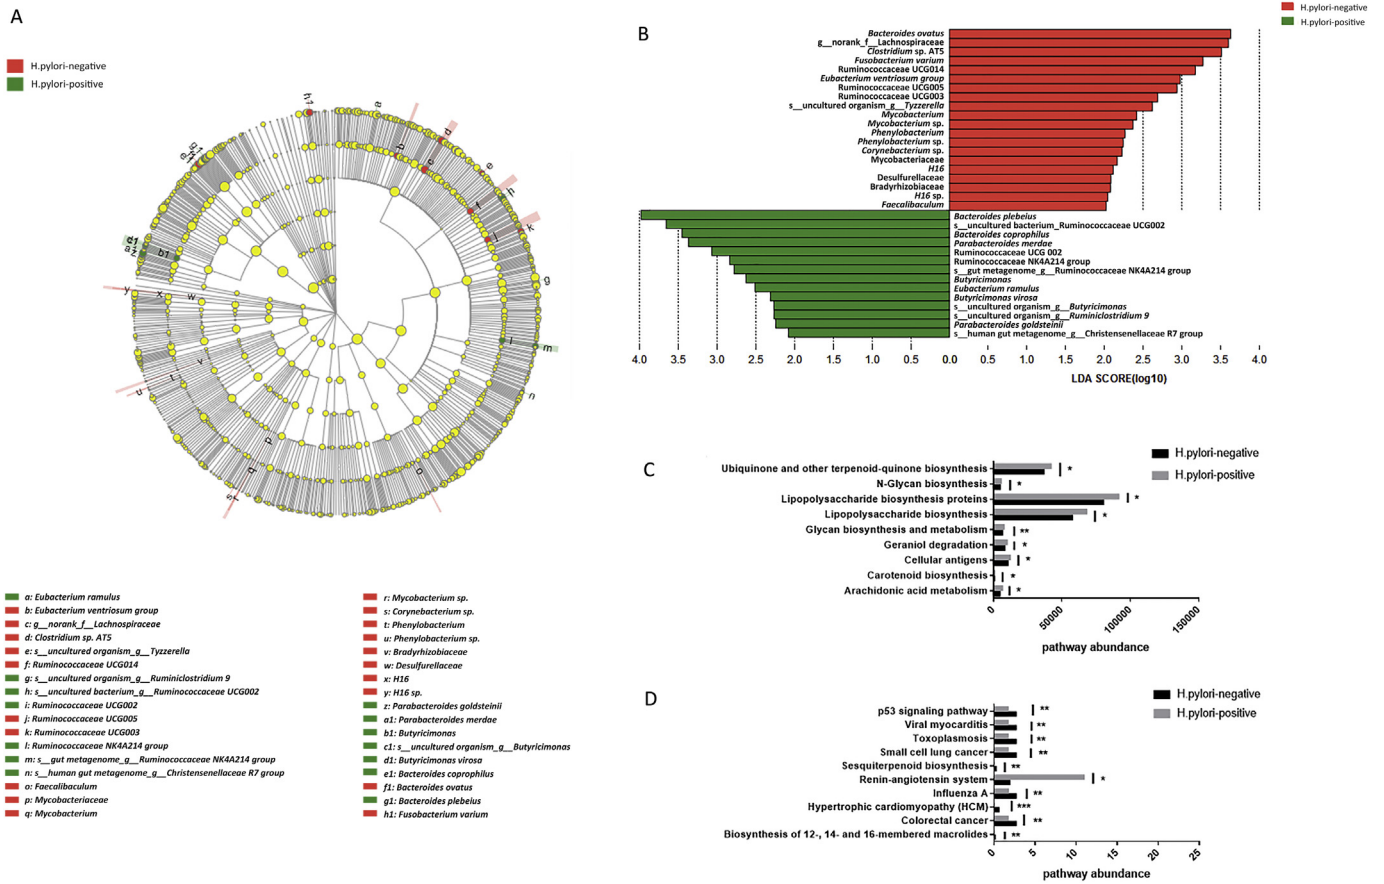 A
H.pylori-negative
H.pylori-positive
h1
a
b
c
d
e
f
h
j
k
g
l
m
n
o
p
q
r
s
t
u
v
w
x
y
z
b1
a: Eubacterium ramulus
b: Eubacterium ventriosum group
c: g__norank_f__Lachnospiraceae
d: Clostridium sp. AT5
e: s__uncultured organism_g__Tyzzerella
f: Ruminococcaceae UCG014
g: s__uncultured organism_g__Ruminiclostridium 9
h: s__uncultured bacterium_g__Ruminococcaceae UCG002
i: Ruminococcaceae UCG002
j: Ruminococcaceae UCG005
k: Ruminococcaceae UCG003
l: Ruminococcaceae NK4A214 group
m: s__gut metagenome_g__Ruminococcaceae NK4A214 group
n: s__human gut metagenome_g__Christensenellaceae R7 group
o: Faecalibaculum
p: Mycobacteriaceae
q: Mycobacterium
r: Mycobacterium sp.
s: Corynebacterium sp.
t: Phenylobacterium
u: Phenylobacterium sp.
v: Bradyrhizobiaceae
w: Desulfurellaceae
x: H16
y: H16 sp.
z: Parabacteroides goldsteinii
a1: Parabacteroides merdae
b1: Butyricimonas
c1: s__uncultured organism_g__Butyricimonas
d1: Butyricimonas virosa
e1: Bacteroides coprophilus
f1: Bacteroides ovatus
g1: Bacteroides plebeius
h1: Fusobacterium varium
B
H.pylori-negative
H.pylori-positive
Bacteroides ovatus
g__norank_f__Lachnospiraceae
Clostridium sp. AT5
Fusobacterium varium
Ruminococcaceae UCG014
Eubacterium ventriosum group
Ruminococcaceae UCG005
Ruminococcaceae UCG003
s__uncultured organism_g__Tyzzerella
Mycobacterium
Mycobacterium sp.
Phenylobacterium
Phenylobacterium sp.
Corynebacterium sp.
Mycobacteriaceae
H16
Desulfurellaceae
Bradyrhizobiaceae
H16 sp.
Faecalibaculum
Bacteroides plebeius
s__uncultured bacterium_Ruminococcaceae UCG002
Bacteroides coprophilus
Parabacteroides merdae
Ruminococcaceae UCG 002
Ruminococcaceae NK4A214 group
s__gut metagenome_g__Ruminococcaceae NK4A214 group
Butyricimonas
Eubacterium ramulus
Butyricimonas virosa
s__uncultured organism_g__Butyricimonas
s__uncultured organism_g__Ruminiclostridium 9
Parabacteroides goldsteinii
s__human gut metagenome_g__Christensenellaceae R7 group
4.0 3.5 3.0 2.5 2.0 1.5 1.0 0.5 0.0 0.5 1.0 1.5 2.0 2.5 3.0 3.5 4.0
LDA SCORE(log10)
C
H.pylori-negative
H.pylori-positive
Ubiquinone and other terpenoid-quinone biosynthesis *
N-Glycan biosynthesis *
Lipopolysaccharide biosynthesis proteins *
Lipopolysaccharide biosynthesis *
Glycan biosynthesis and metabolism **
Geraniol degradation *
Cellular antigens *
Carotenoid biosynthesis *
Arachidonic acid metabolism *
0 50000 100000 150000
pathway abundance
D
H.pylori-negative
H.pylori-positive
p53 signaling pathway **
Viral myocarditis **
Toxoplasmosis **
Small cell lung cancer **
Sesquiterpenoid biosynthesis **
Renin-angiotensin system *
Influenza A **
Hypertrophic cardiomyopathy (HCM) ***
Colorectal cancer **
Biosynthesis of 12-, 14- and 16-membered macrolides **
0 5 10 15 20 25
pathway abundance